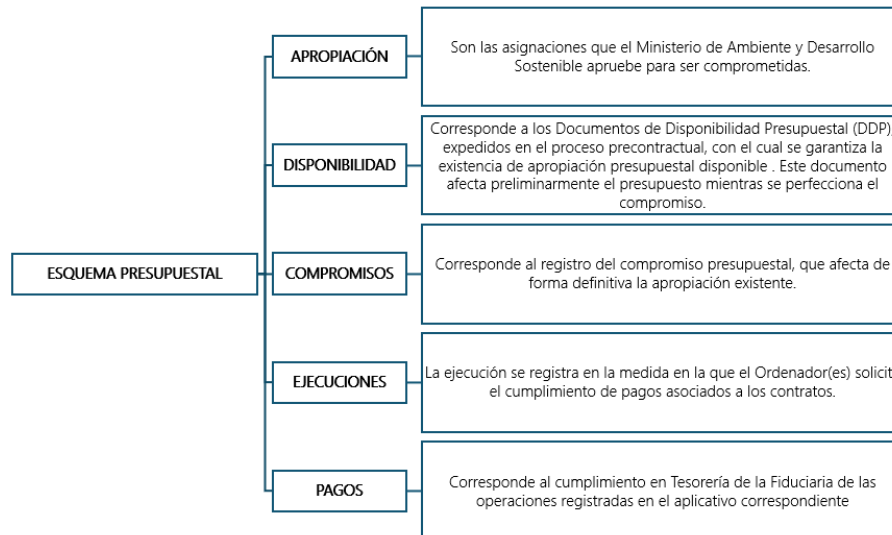 ESQUEMA PRESUPUESTAL
APROPIACIÓN
Son las asignaciones que el Ministerio de Ambiente y Desarrollo
Sostenible apruebe para ser comprometidas.
DISPONIBILIDAD
Corresponde a los Documentos de Disponibilidad Presupuestal (DDP),
expedidos en el proceso precontractual, con el cual se garantiza la
existencia de apropiación presupuestal disponible . Este documento
afecta preliminarmente el presupuesto mientras se perfecciona el
compromiso.
COMPROMISOS
Corresponde al registro del compromiso presupuestal, que afecta de
forma definitiva la apropiación existente.
EJECUCIONES
La ejecución se registra en la medida en la que el Ordenador(es) solicit
el cumplimiento de pagos asociados a los contratos.
PAGOS
Corresponde al cumplimiento en Tesorería de la Fiduciaria de las
operaciones registradas en el aplicativo correspondiente